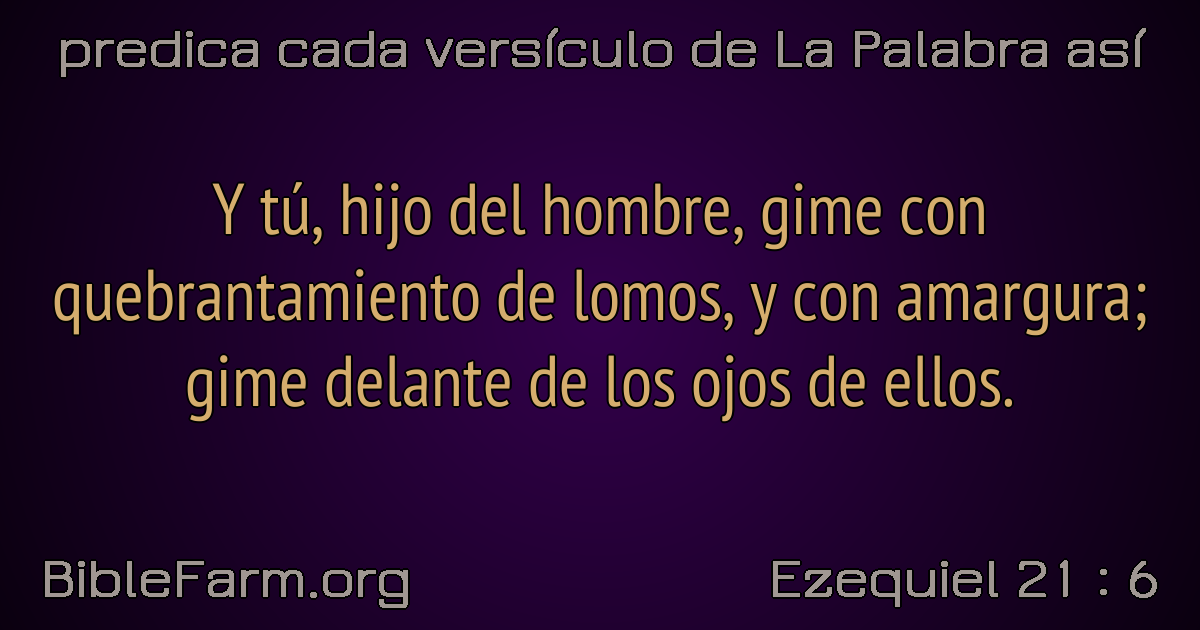 predica cada versículo de La Palabra así
Y tú, hijo del hombre, gime con
quebrantamiento de lomos, y con amargura;
gime delante de los ojos de ellos.
BibleFarm.org
Ezequiel 21 : 6